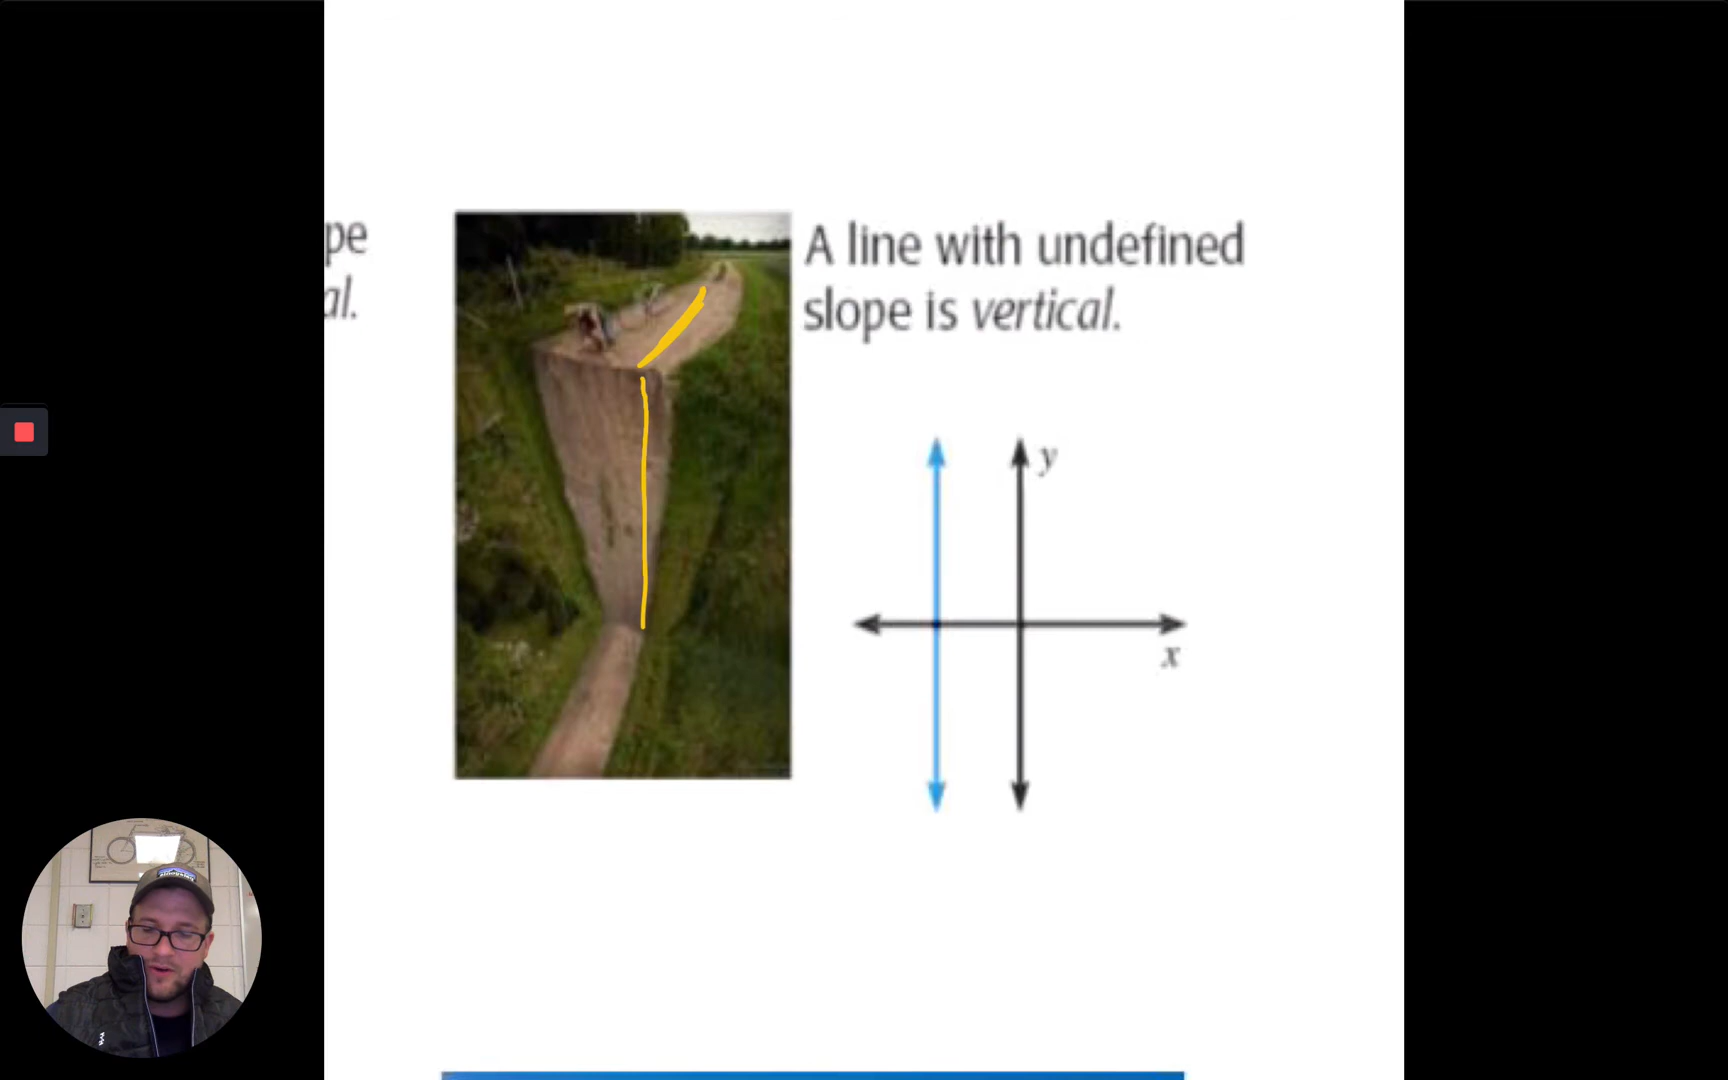 pe
al.
A line with undefined
slope is vertical.
y
x